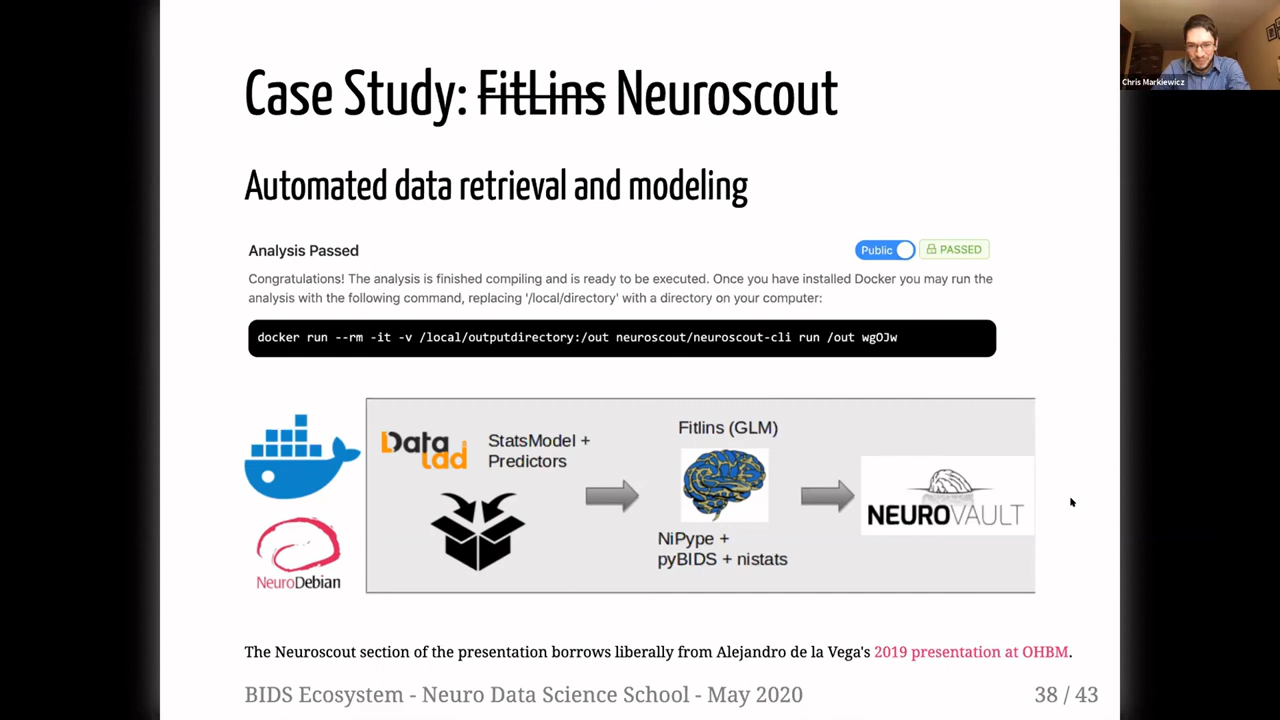 Chris Markiewicz
Case Study: FitLins Neuroscout
Automated data retrieval and modeling
Analysis Passed
Public
PASSED
Congratulations! The analysis is finished compiling and is ready to be executed. Once you have installed Docker you may run the
analysis with the following command, replacing '/local/directory' with a directory on your computer:
docker run --rm -it -v /local/outputdirectory:/out neuroscout/neuroscout-cli run /out wgOJw
DataLad
StatsModel +
Predictors
Fitlins (GLM)
NiPype +
pyBIDS + nistats
NEUROVAULT
NeuroDebian
The Neuroscout section of the presentation borrows liberally from Alejandro de la Vega's 2019 presentation at OHBM.
BIDS Ecosystem - Neuro Data Science School - May 2020
38 / 43